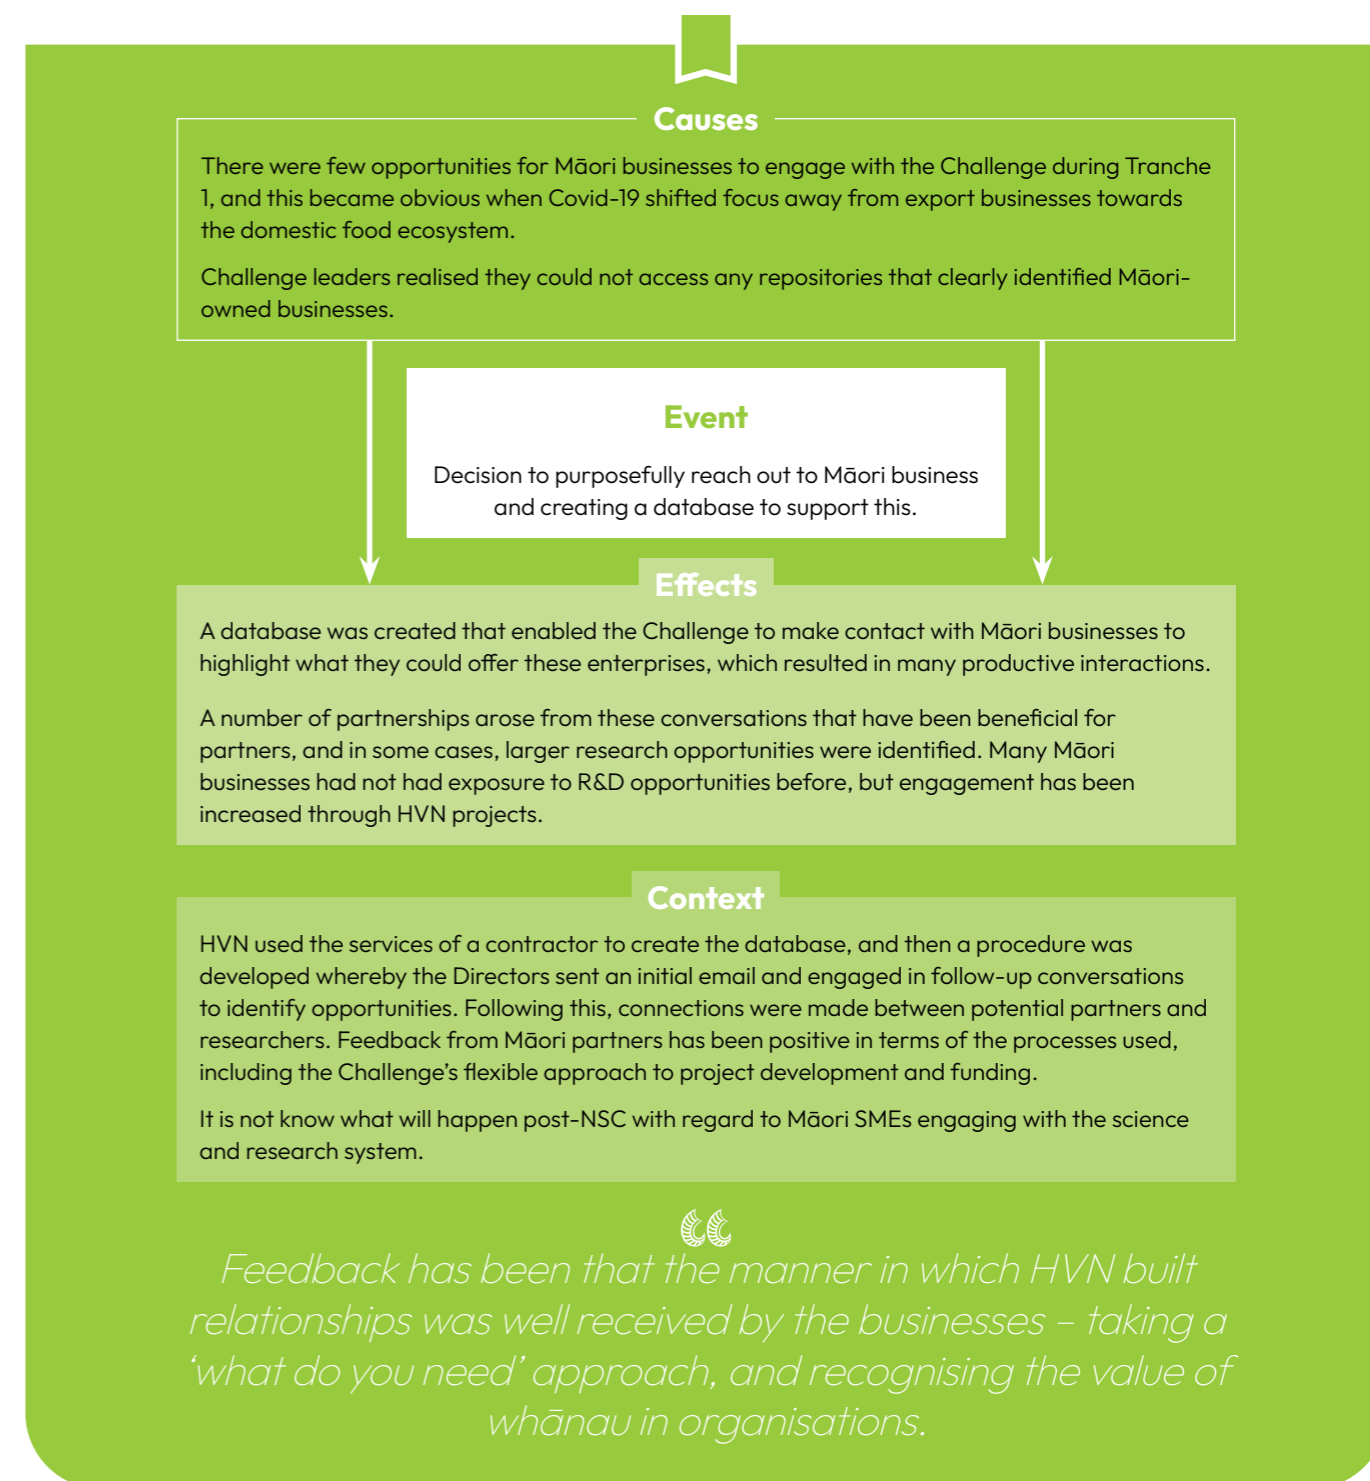 Causes
There were few opportunities for Māori businesses to engage with the Challenge during Tranche
1, and this became obvious when Covid-19 shifted focus away from export businesses towards
the domestic food ecosystem.
Challenge leaders realised they could not access any repositories that clearly identified Māori-
owned businesses.
Event
Decision to purposefully reach out to Māori business
and creating a database to support this.
Effects
A database was created that enabled the Challenge to make contact with Māori businesses to
highlight what they could offer these enterprises, which resulted in many productive interactions.
A number of partnerships arose from these conversations that have been beneficial for
partners, and in some cases, larger research opportunities were identified. Many Māori
businesses had not had exposure to R&D opportunities before, but engagement has been
increased through HVN projects.
Context
HVN used the services of a contractor to create the database, and then a procedure was
developed whereby the Directors sent an initial email and engaged in follow-up conversations
to identify opportunities. Following this, connections were made between potential partners and
researchers. Feedback from Māori partners has been positive in terms of the processes used,
including the Challenge’s flexible approach to project development and funding.
It is not know what will happen post-NSC with regard to Māori SMEs engaging with the science
and research system.
“
Feedback has been that the manner in which HVN built
relationships was well received by the businesses – taking a
‘what do you need’ approach, and recognising the value of
whānau in organisations.